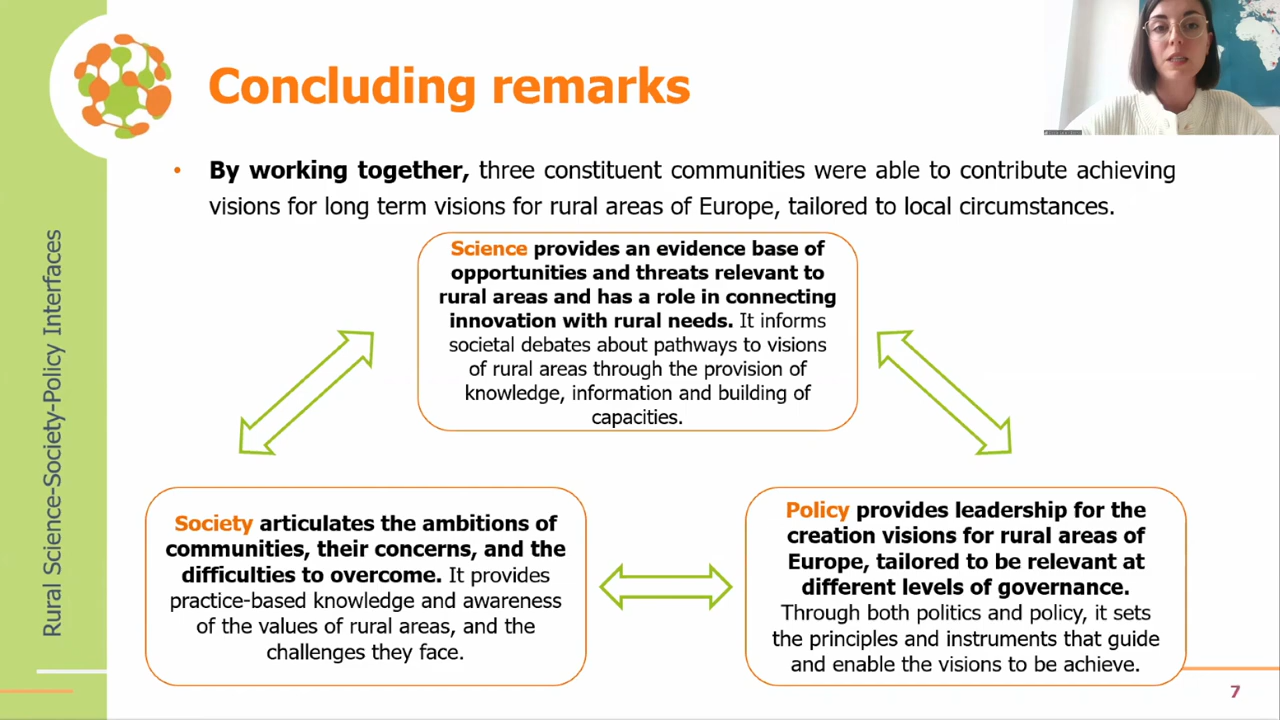 Concluding remarks
• By working together, three constituent communities were able to contribute achieving
visions for long term visions for rural areas of Europe, tailored to local circumstances.
Science provides an evidence base of
opportunities and threats relevant to
rural areas and has a role in connecting
innovation with rural needs. It informs
societal debates about pathways to visions
of rural areas through the provision of
knowledge, information and building of
capacities.
Society articulates the ambitions of
communities, their concerns, and the
difficulties to overcome. It provides
practice-based knowledge and awareness
of the values of rural areas, and the
challenges they face.
Policy provides leadership for the
creation visions for rural areas of
Europe, tailored to be relevant at
different levels of governance.
Through both politics and policy, it sets
the principles and instruments that guide
and enable the visions to be achieve.
Rural Science-Society-Policy Interfaces
7